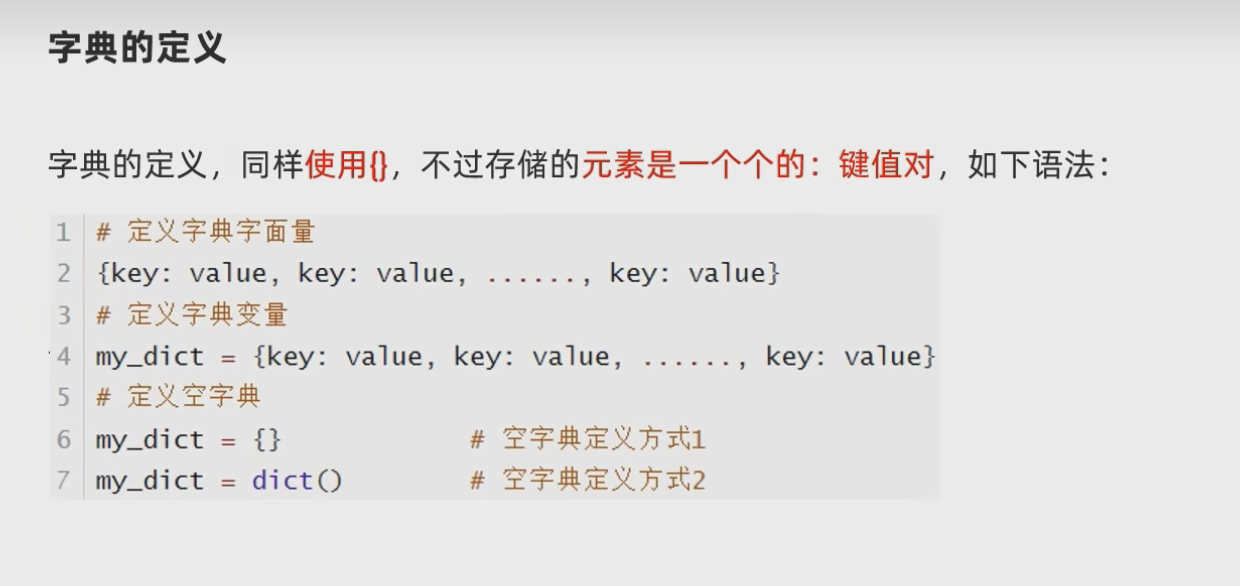 字典的定义
字典的定义，同样使用{}，不过存储的元素是一个个的：键值对，如下语法：
1 # 定义字典字面量
2 {key: value, key: value, ......, key: value}
3 # 定义字典变量
4 my_dict = {key: value, key: value, ......, key: value}
5 # 定义空字典
6 my_dict = {} # 空字典定义方式1
7 my_dict = dict() # 空字典定义方式2